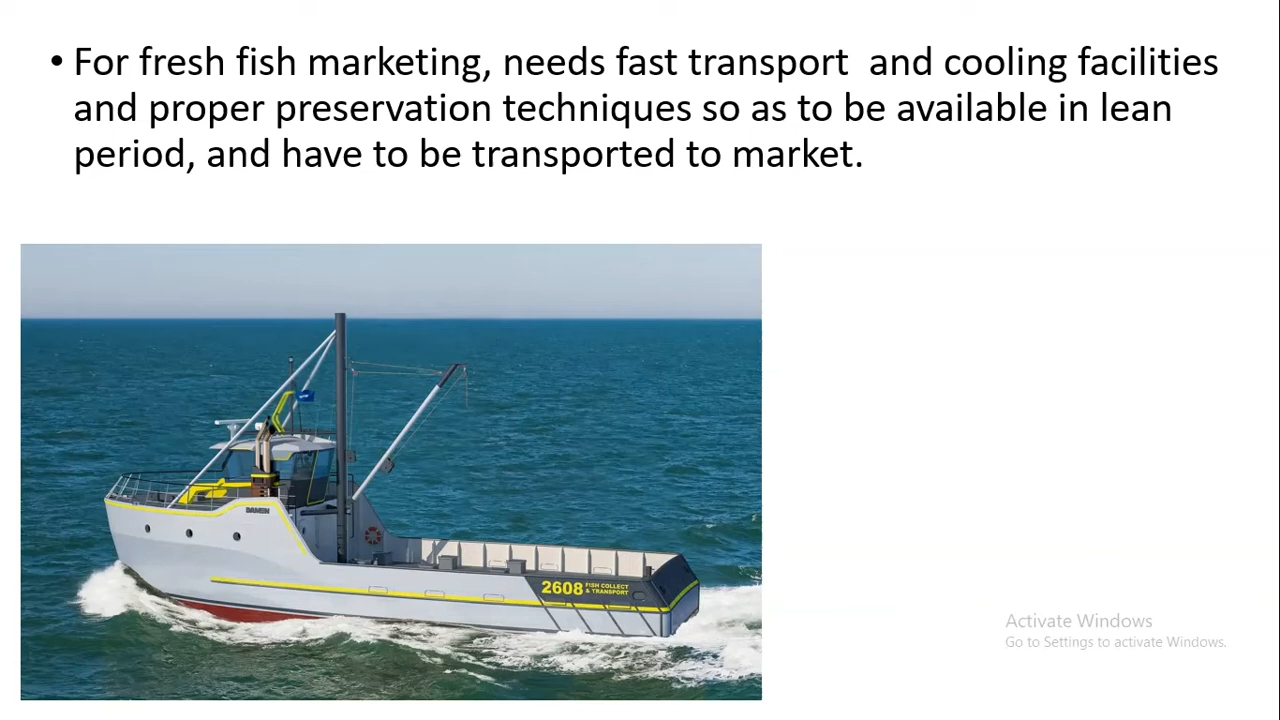 • For fresh fish marketing, needs fast transport  and cooling facilities
and proper preservation techniques so as to be available in lean
period, and have to be transported to market.
DAMEN
2608 FISH COLLECT
& TRANSPORT
Activate Windows
Go to Settings to activate Windows.